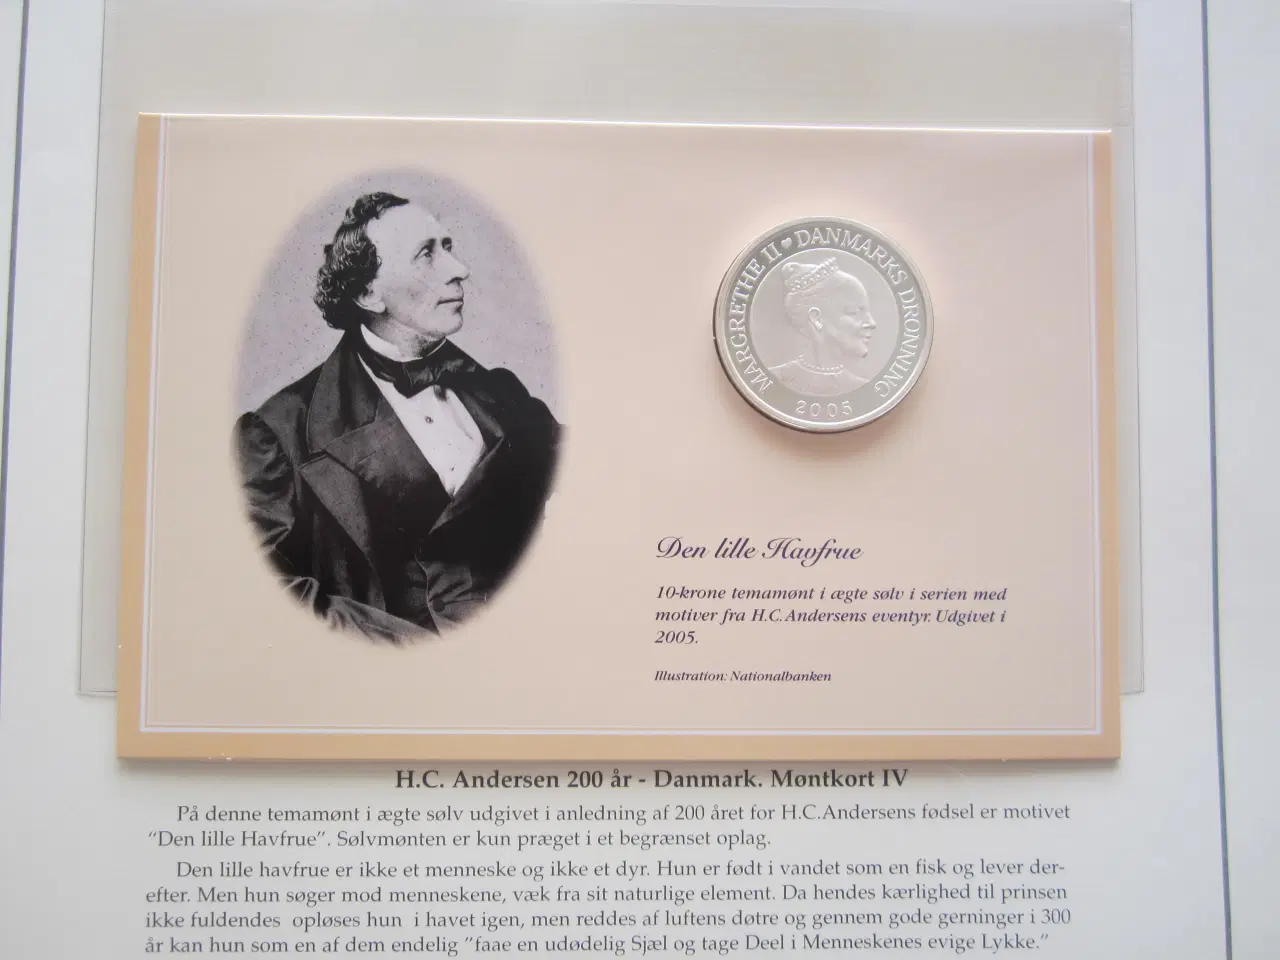 MARGRETHE II ♥ DANMARKS DRONNING
2005
Den lille Havfrue
10-krone temamønt i ægte sølv i serien med
motiver fra H.C. Andersens eventyr. Udgivet i
2005.
Illustration: Nationalbanken
H.C. Andersen 200 år - Danmark. Møntkort IV
På denne temamønt i ægte sølv udgivet i anledning af 200 året for H.C.Andersens fødsel er motivet
"Den lille Havfrue". Sølvmønten er kun præget i et begrænset oplag.
Den lille havfrue er ikke et menneske og ikke et dyr. Hun er født i vandet som en fisk og lever der-
efter. Men hun søger mod menneskene, væk fra sit naturlige element. Da hendes kærlighed til prinsen
ikke fuldendes opløses hun i havet igen, men reddes af luftens døtre og gennem gode gerninger i 300
år kan hun som en af dem endelig "faae en udødelig Sjæl og tage Deel i Menneskenes evige Lykke."